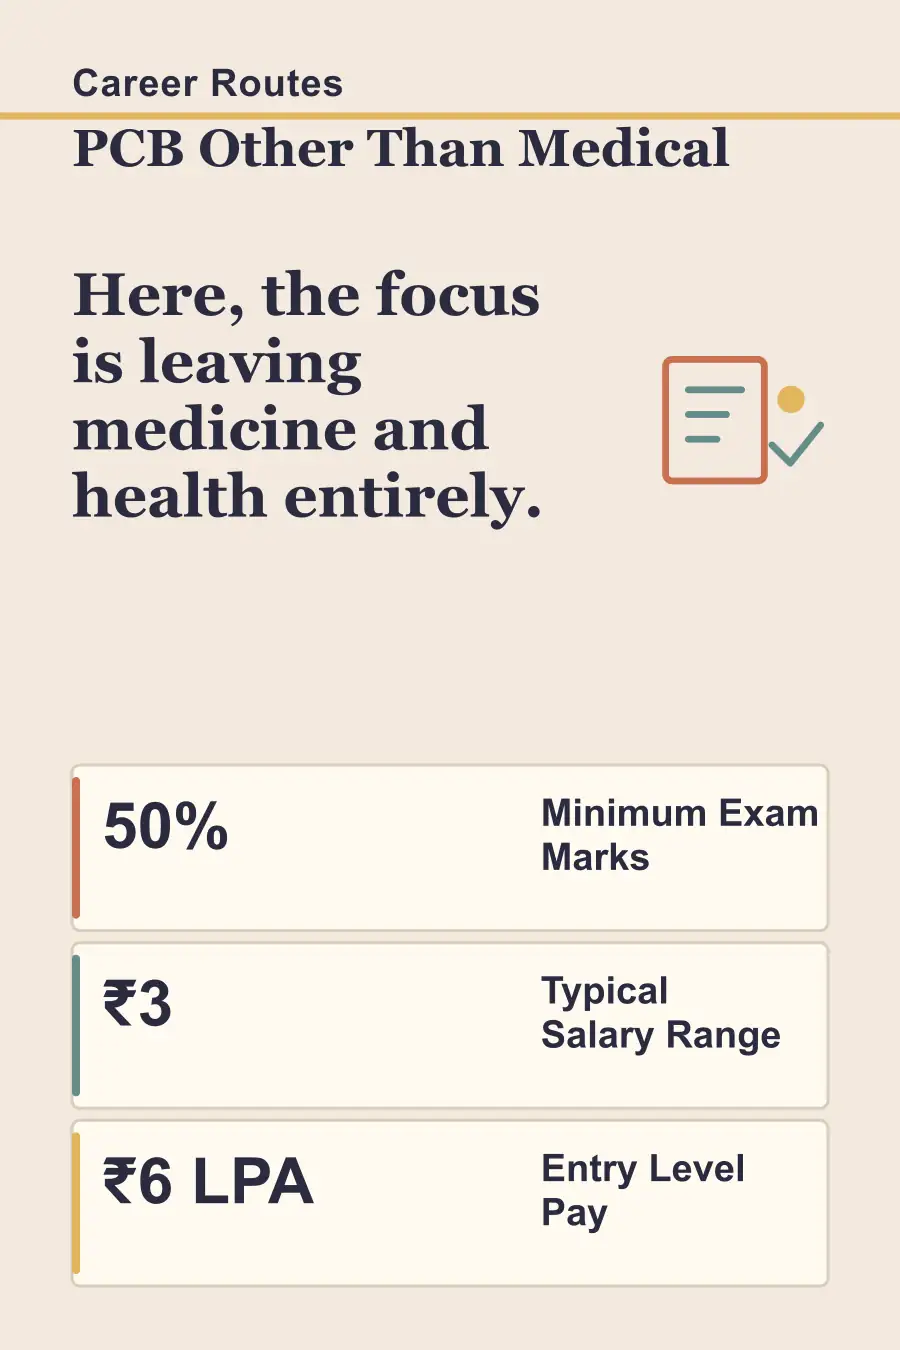 Career Routes
PCB Other Than Medical
Here, the focus
is leaving
medicine and
health entirely.
50%
Minimum Exam
Marks
₹3
Typical
Salary Range
₹6 LPA
Entry Level
Pay